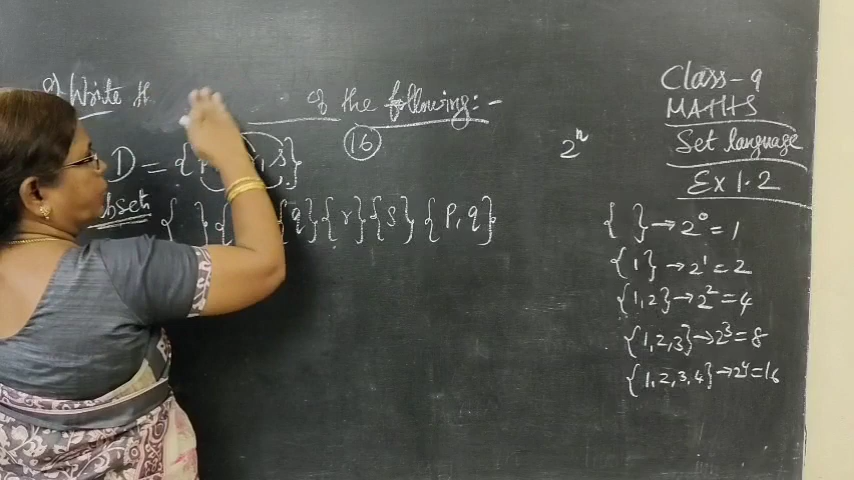 Write th of the following:-
D = { , s} (16)
{ } {q} {r} {s}, {p, q}
2ⁿ
Class-9
MATHS
Set language
Ex 1.2
{ } → 2⁰ = 1
{1} → 2¹ = 2
{1,2} → 2² = 4
{1,2,3} → 2³ = 8
{1,2,3,4} → 2⁴ = 16